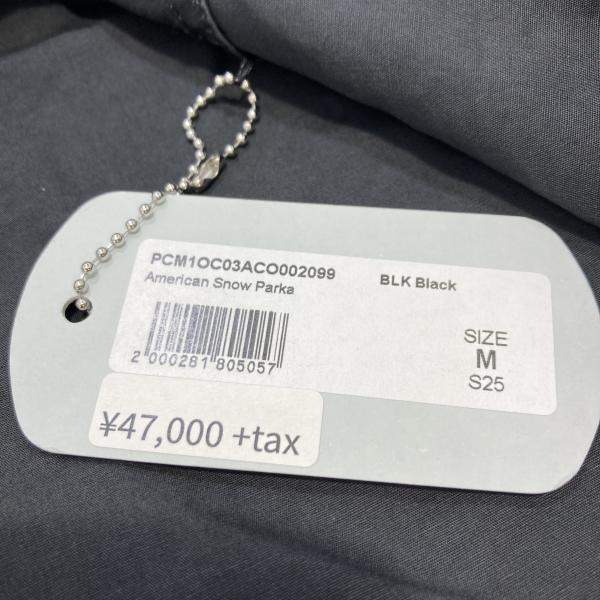 PCM1OC03ACO002099 BLK Black
American Snow Parka
2 000281 805057
SIZE
M
S25
¥47,000 +tax